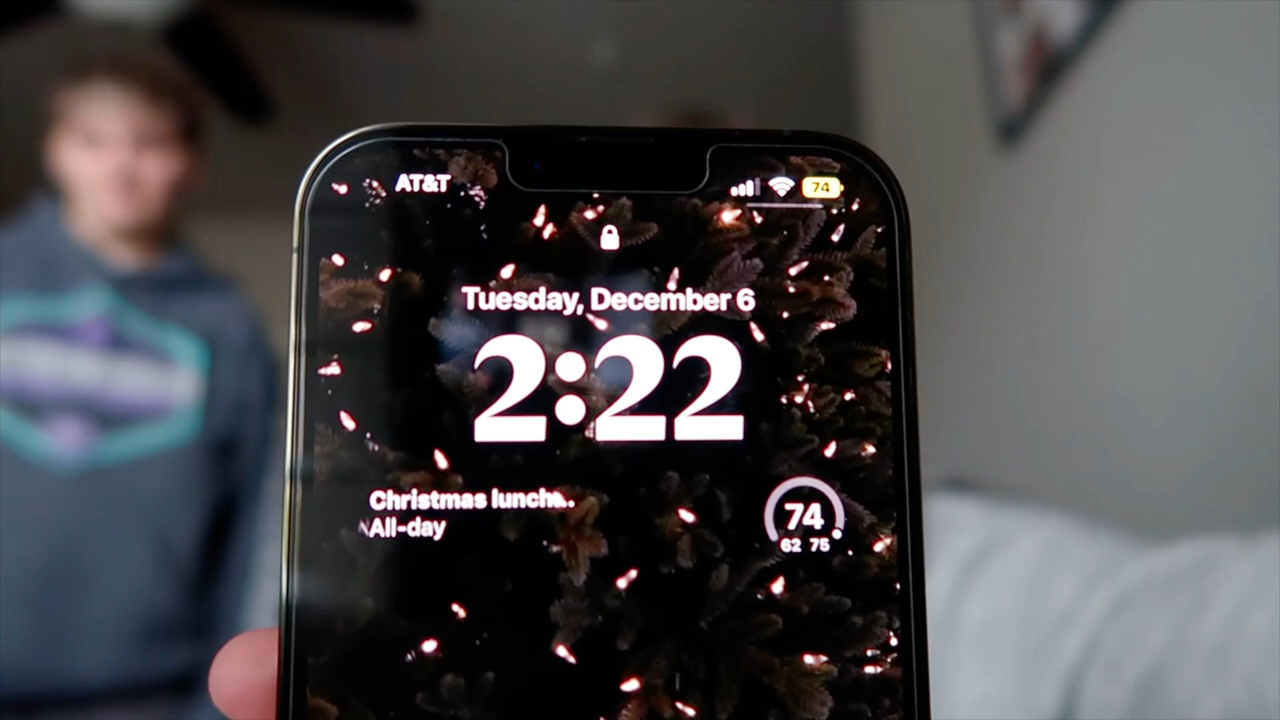 AT&T
74
Tuesday, December 6
2:22
Christmas lunch...
All-day
74
62 75